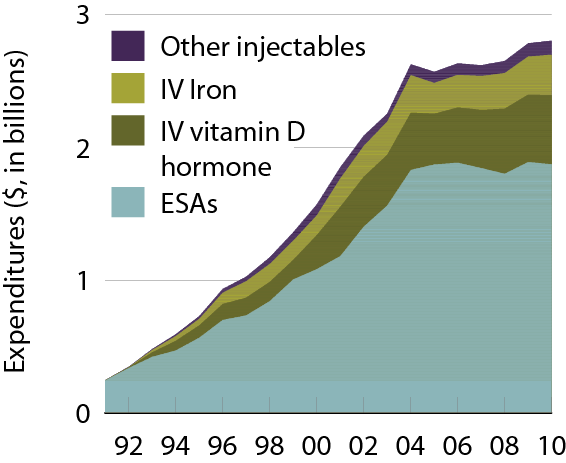 Expenditures ($, in billions)
3
2
1
0
Other injectables
IV Iron
IV vitamin D
hormone
ESAs
92 94 96 98 00 02 04 06 08 10